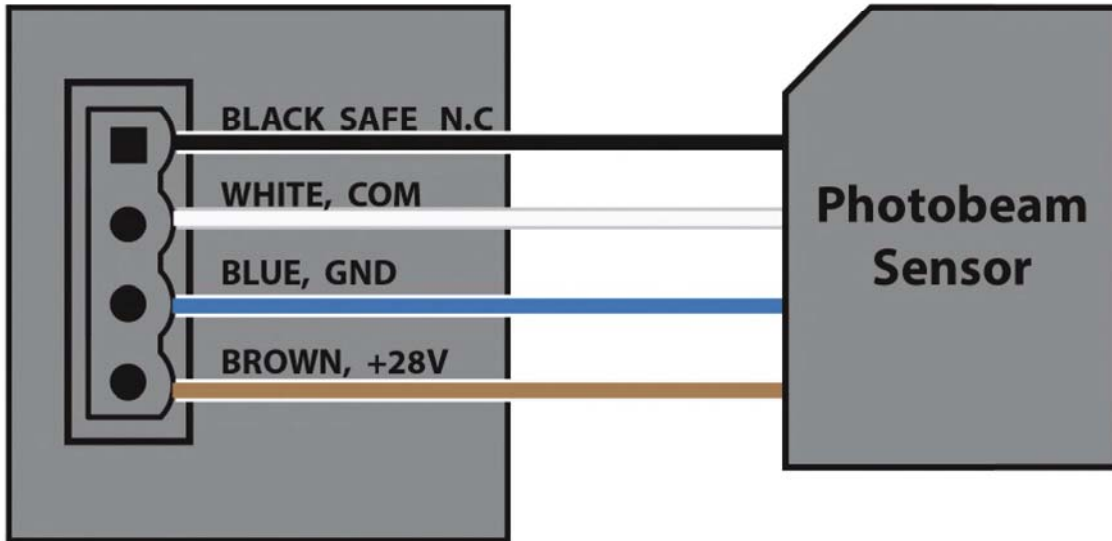 BLACK SAFE N.C
WHITE, COM
BLUE, GND
BROWN, +28V
Photobeam
Sensor